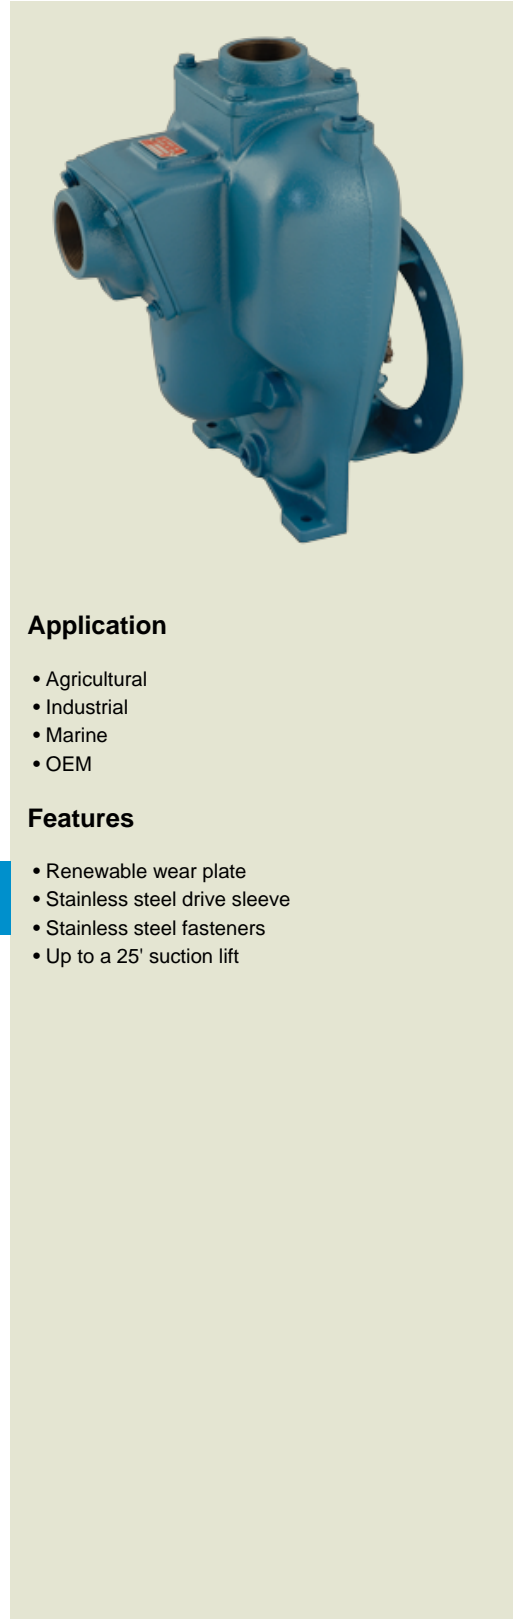 Application
• Agricultural
• Industrial
• Marine
• OEM
Features
• Renewable wear plate
• Stainless steel drive sleeve
• Stainless steel fasteners
• Up to a 25' suction lift